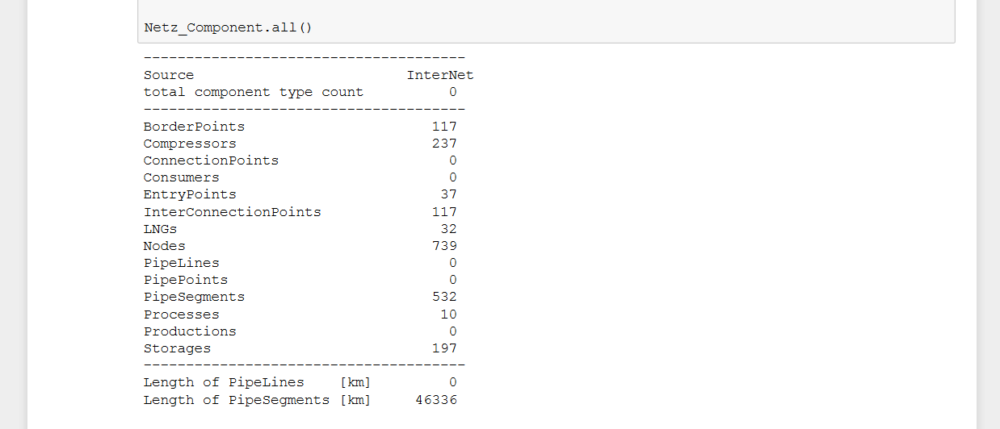 Netz_Component.all()
--------------------------------------
Source InterNet
total component type count 0
--------------------------------------
BorderPoints 117
Compressors 237
ConnectionPoints 0
Consumers 0
EntryPoints 37
InterConnectionPoints 117
LNGs 32
Nodes 739
PipeLines 0
PipePoints 0
PipeSegments 532
Processes 10
Productions 0
Storages 197
--------------------------------------
Length of PipeLines [km] 0
Length of PipeSegments [km] 46336